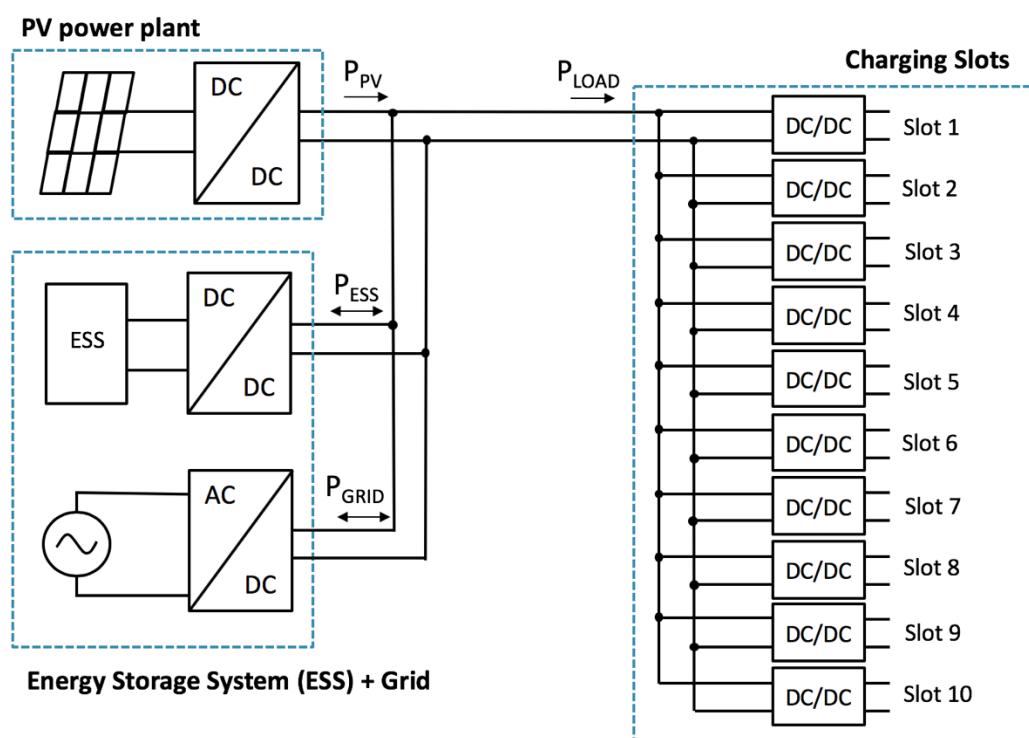 PV power plant
DC
DC
P_PV
P_LOAD
Charging Slots
DC/DC Slot 1
DC/DC Slot 2
DC/DC Slot 3
DC/DC Slot 4
DC/DC Slot 5
DC/DC Slot 6
DC/DC Slot 7
DC/DC Slot 8
DC/DC Slot 9
DC/DC Slot 10
ESS
DC
DC
P_ESS
AC
DC
P_GRID
Energy Storage System (ESS) + Grid